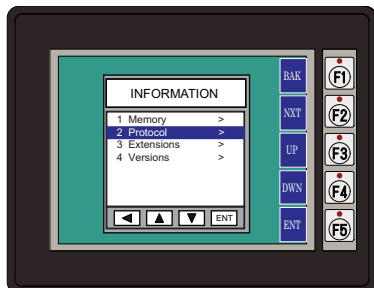 INFORMATION
1 Memory >
2 Protocol >
3 Extensions >
4 Versions >
ENT
BAK
NXT
UP
DWN
ENT
F1
F2
F3
F4
F5